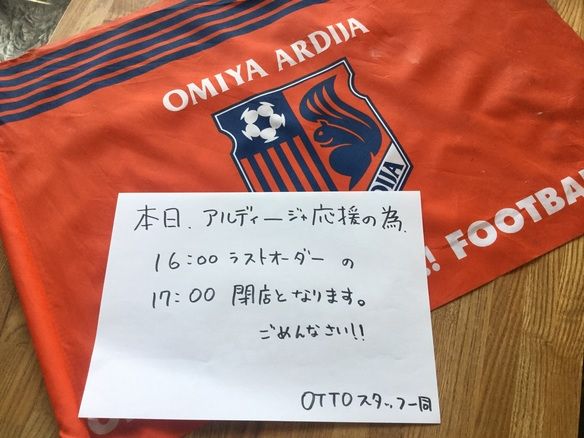 OMIYA ARDIJA
DIJA
!! FOOTBA
本日、アルディージャ応援の為、
16:00 ラストオーダー の
17:00 閉店となります。
ごめんなさい!!
OTTOスタッフ一同